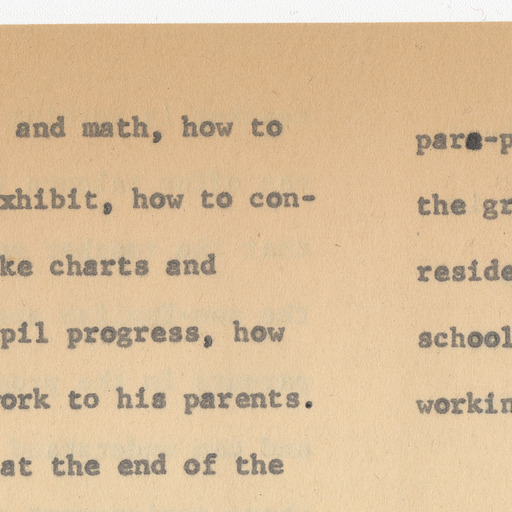 and math, how to
xhibit, how to con-
ke charts and
pil progress, how
ork to his parents.
at the end of the
para-p
the gr
reside
school
workin